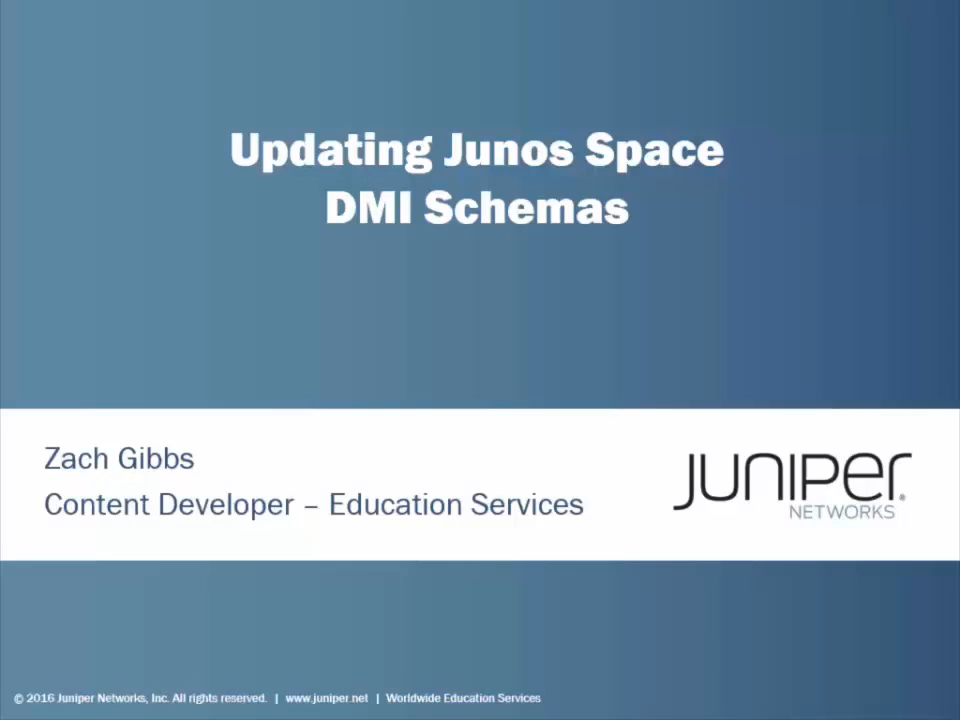 Updating Junos Space
DMI Schemas
Zach Gibbs
Content Developer – Education Services
JUNIPER
NETWORKS
© 2016 Juniper Networks, Inc. All rights reserved. | www.juniper.net | Worldwide Education Services